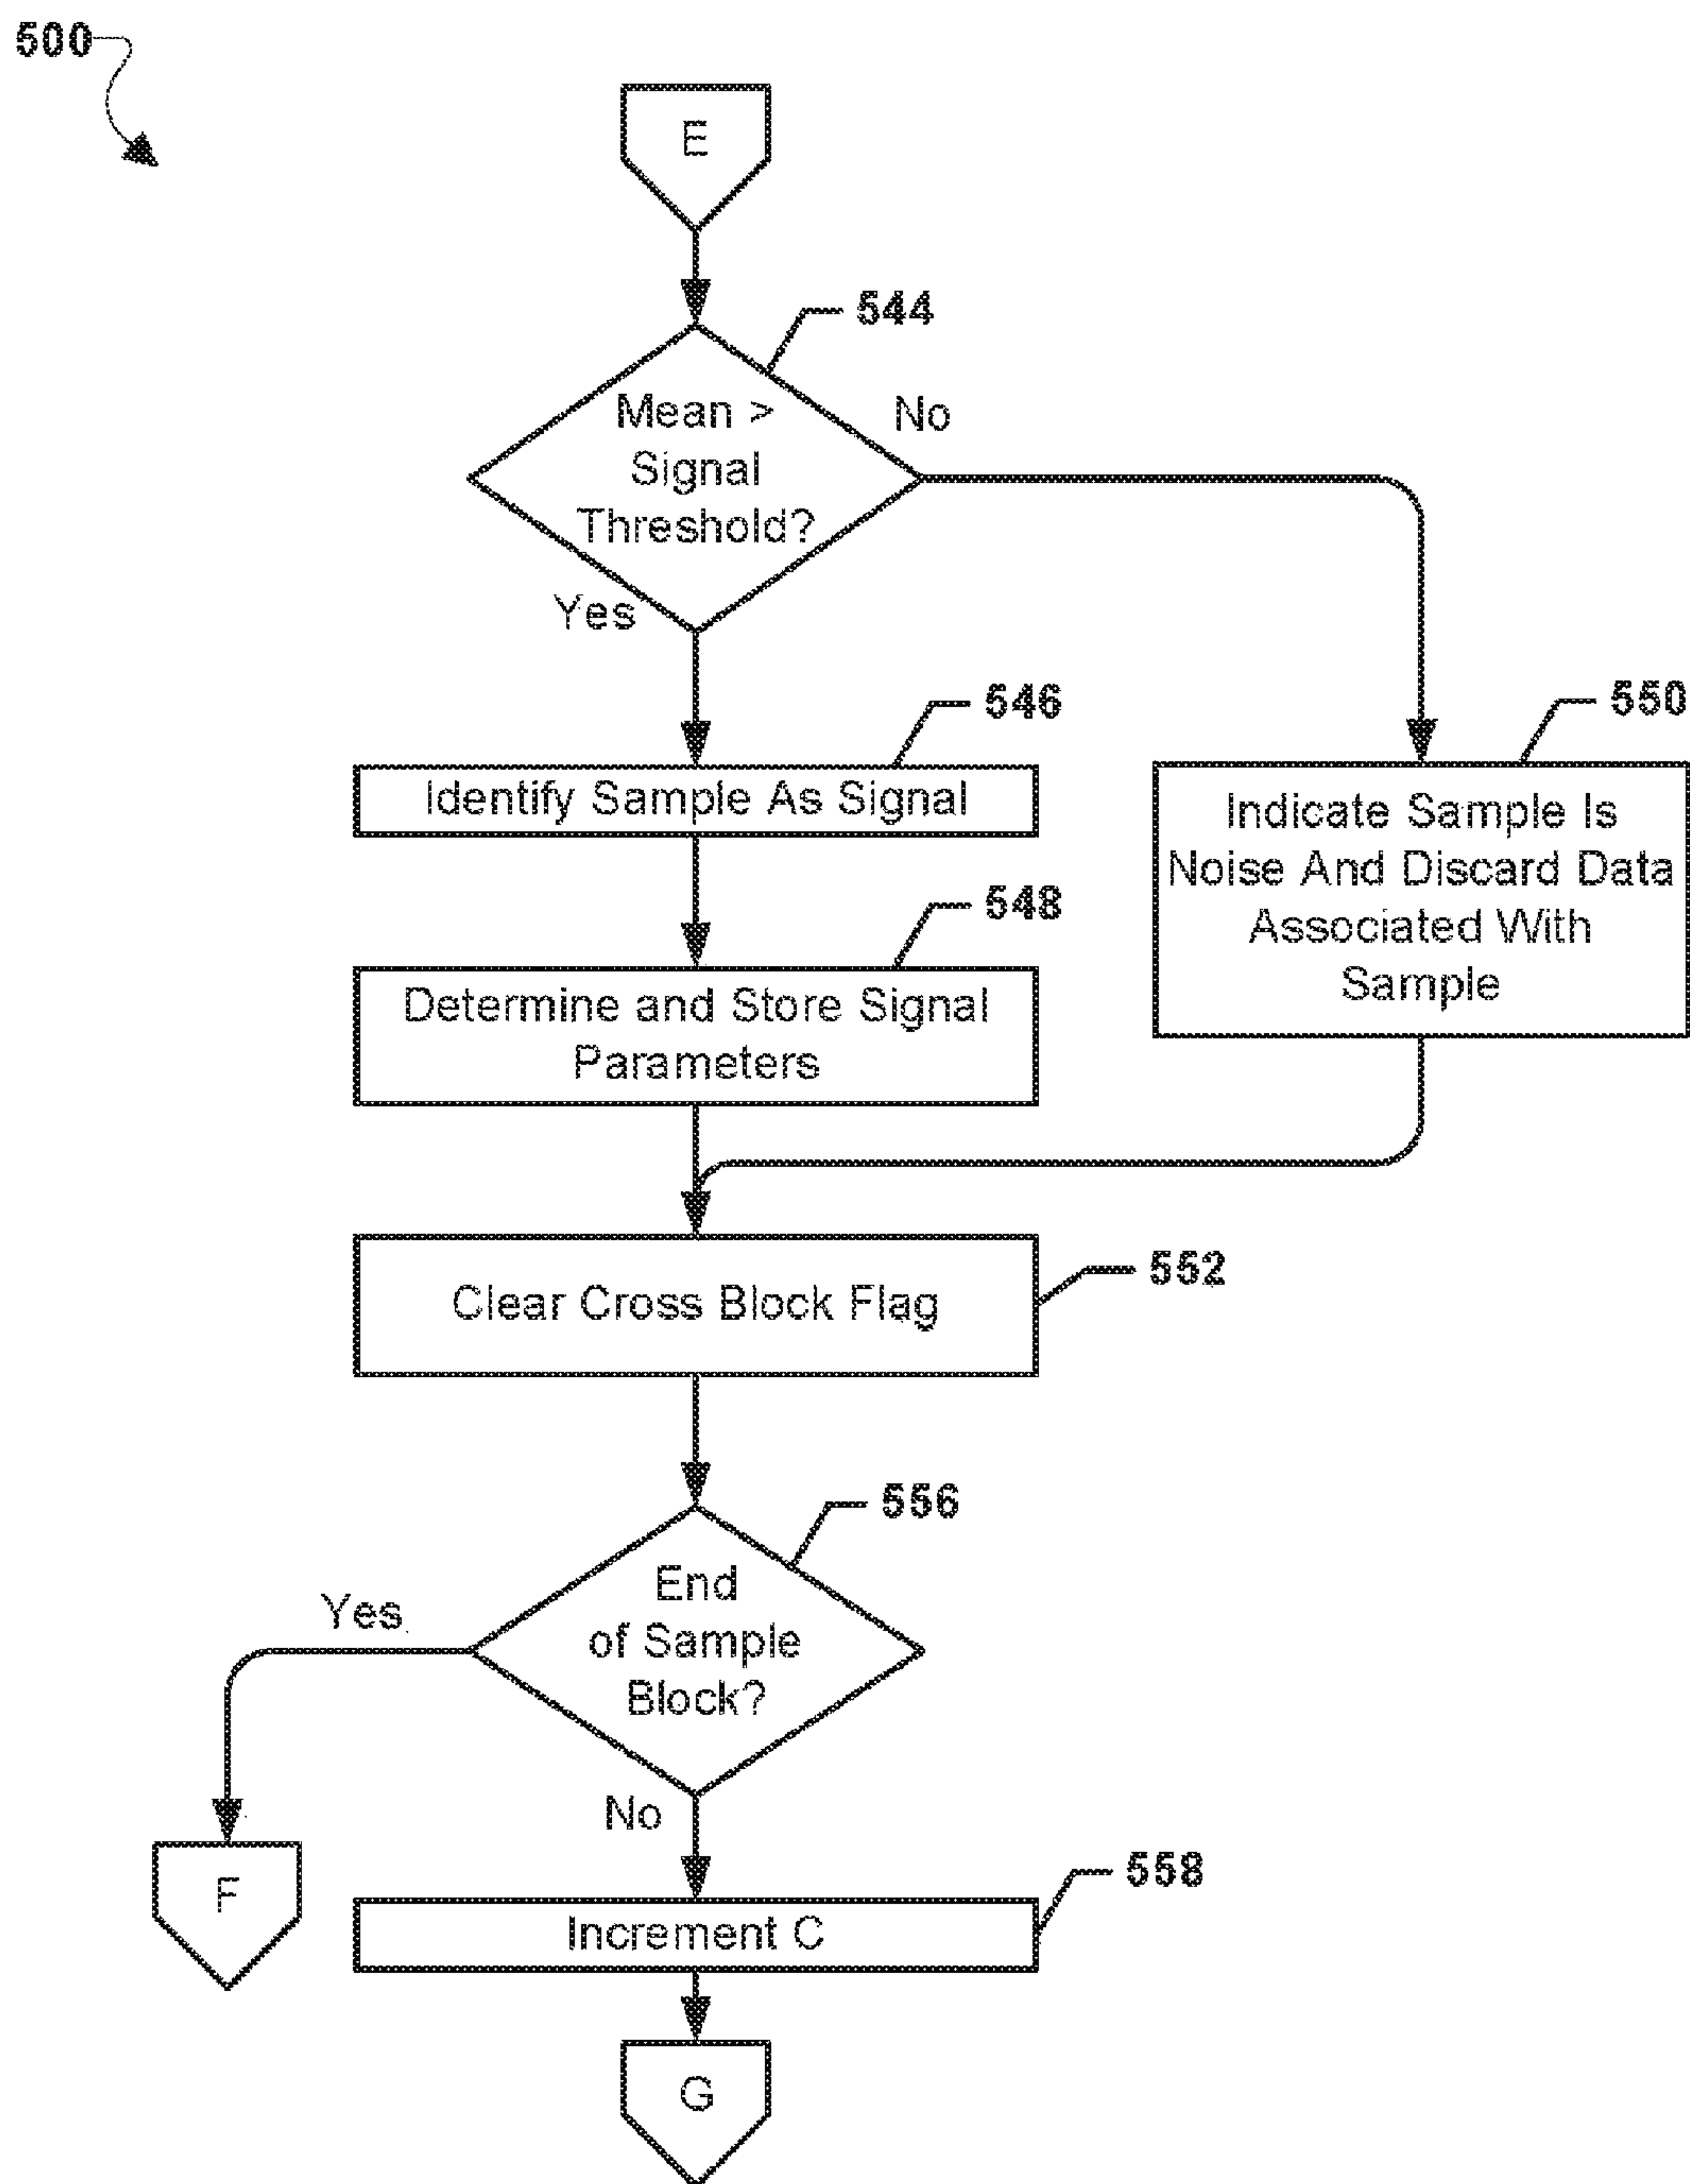 500
E
544
Mean >
Signal
Threshold?
No
Yes
546
Identify Sample As Signal
550
Indicate Sample Is
Noise And Discard Data
Associated With
Sample
548
Determine and Store Signal
Parameters
552
Clear Cross Block Flag
556
End
of Sample
Block?
Yes
No
F
558
Increment C
G